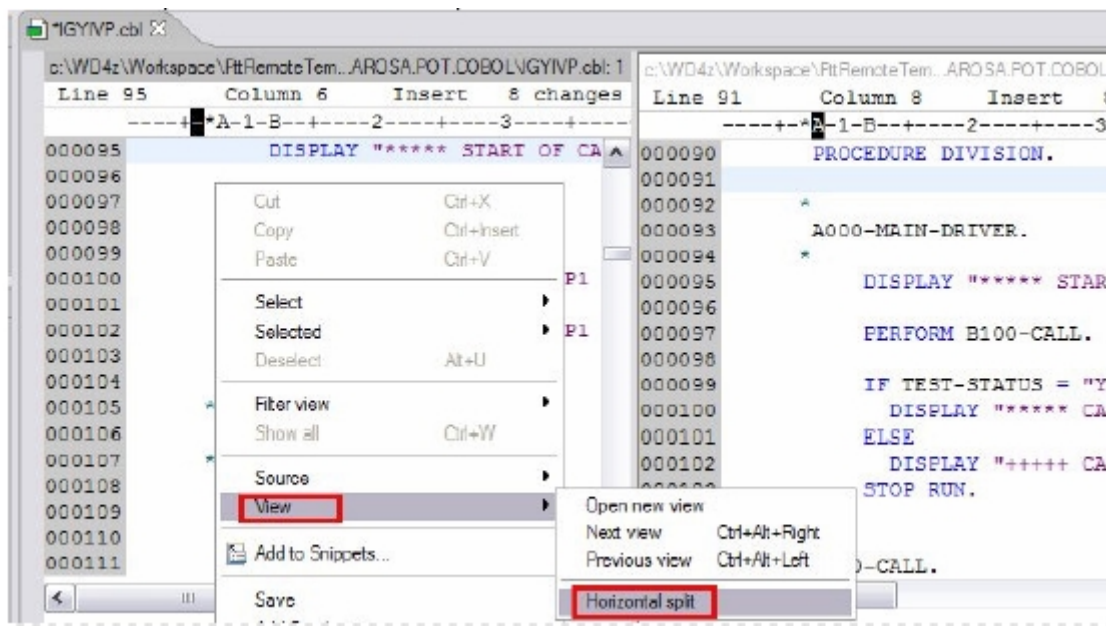 *IGYIVP.cbl
c:\WD4z\Workspace\RttRemoteTem...AROSA.POT.COBOL\IGYIVP.cbl: 1
Line 95 Column 6 Insert 8 changes
----+-*A-1-B--+----2----+----3----+----
000095 DISPLAY "***** START OF CA
000096
000097
000098
000099
000100 P1
000101
000102 P1
000103
000104
000105 *
000106
000107 *
000108
000109
000110
000111
Cut Ctrl+X
Copy Ctrl+Insert
Paste Ctrl+V
Select
Selected
Deselect Alt+U
Filter view
Show all Ctrl+W
Source
View
Add to Snippets...
Save
Open new view
Next view Ctrl+Alt+Right
Previous view Ctrl+Alt+Left
Horizontal split
c:\WD4z\Workspace\RttRemoteTem...AROSA.POT.COBOL
Line 91 Column 8 Insert 8
----+-*A-1-B--+----2----+----3
000090 PROCEDURE DIVISION.
000091
000092 *
000093 A000-MAIN-DRIVER.
000094 *
000095 DISPLAY "***** STAR
000096
000097 PERFORM B100-CALL.
000098
000099 IF TEST-STATUS = "Y
000100 DISPLAY "***** CA
000101 ELSE
000102 DISPLAY "+++++ CA
STOP RUN.
-CALL.